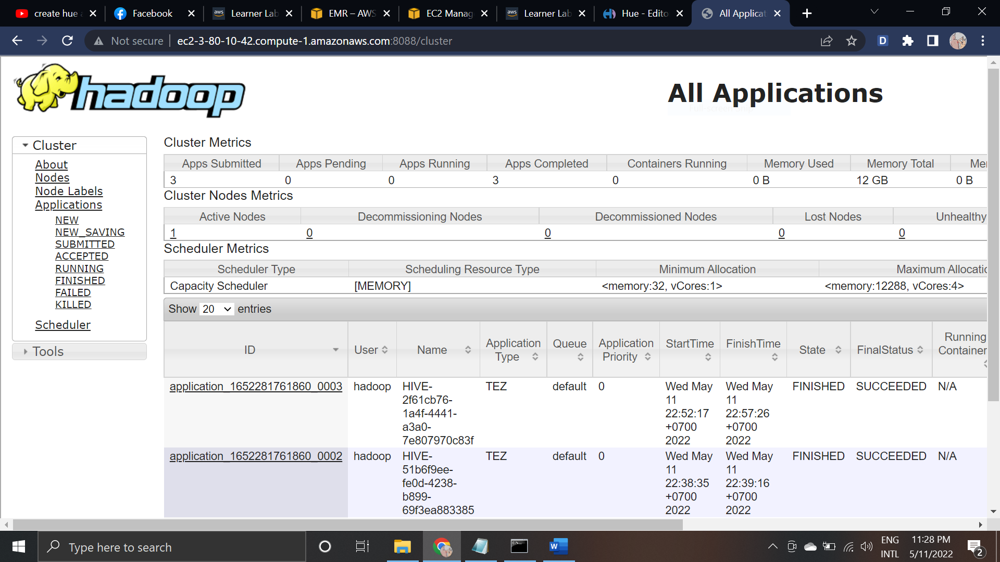 create hue a
Facebook
Learner Lab
EMR – AWS
EC2 Manag
Learner Lab
Hue - Edito
All Applicat
Not secure
ec2-3-80-10-42.compute-1.amazonaws.com:8088/cluster
D
hadoop
All Applications
Full-screen Snip
Cluster
About
Nodes
Node Labels
Applications
NEW
NEW_SAVING
SUBMITTED
ACCEPTED
RUNNING
FINISHED
FAILED
KILLED
Scheduler
Tools
Cluster Metrics
Apps Submitted Apps Pending Apps Running Apps Completed Containers Running Memory Used Memory Total Me
3 0 0 3 0 0 B 12 GB 0 B
Cluster Nodes Metrics
Active Nodes Decommissioning Nodes Decommissioned Nodes Lost Nodes Unhealthy
1 0 0 0 0
Scheduler Metrics
Scheduler Type Scheduling Resource Type Minimum Allocation Maximum Allocatio
Capacity Scheduler [MEMORY] <memory:32, vCores:1> <memory:12288, vCores:4>
Show 20 entries
ID User Name Application Type Queue Application Priority StartTime FinishTime State FinalStatus Running Container
application_1652281761860_0003 hadoop HIVE- TEZ default 0 Wed May Wed May FINISHED SUCCEEDED N/A
2f61cb76- 11 11
1a4f-4441- 22:52:17 22:57:26
a3a0- +0700 +0700
7e807970c83f 2022 2022
application_1652281761860_0002 hadoop HIVE- TEZ default 0 Wed May Wed May FINISHED SUCCEEDED N/A
51b6f9ee- 11 11
fe0d-4238- 22:38:35 22:39:16
b899- +0700 +0700
69f3ea883385 2022 2022
Type here to search
ENG
INTL
11:28 PM
5/11/2022
2